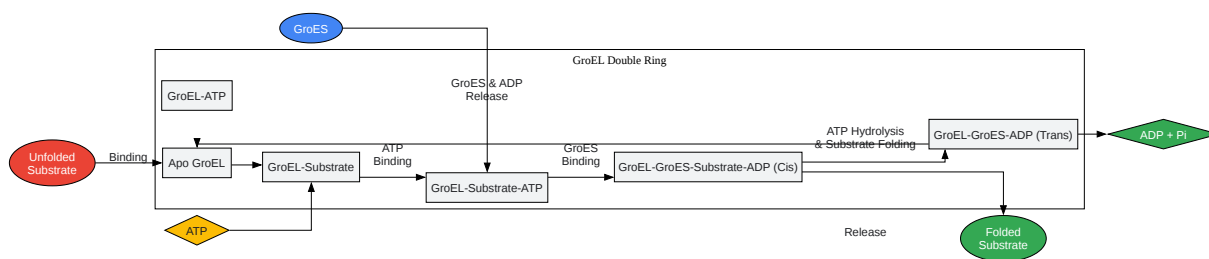 GroES
GroEL Double Ring
GroES & ADP
Release
GroEL-ATP
Unfolded
Substrate
Binding
Apo GroEL
GroEL-Substrate
ATP
Binding
GroEL-Substrate-ATP
GroES
Binding
GroEL-GroES-Substrate-ADP (Cis)
ATP Hydrolysis
& Substrate Folding
GroEL-GroES-ADP (Trans)
ADP + Pi
ATP
Release
Folded
Substrate